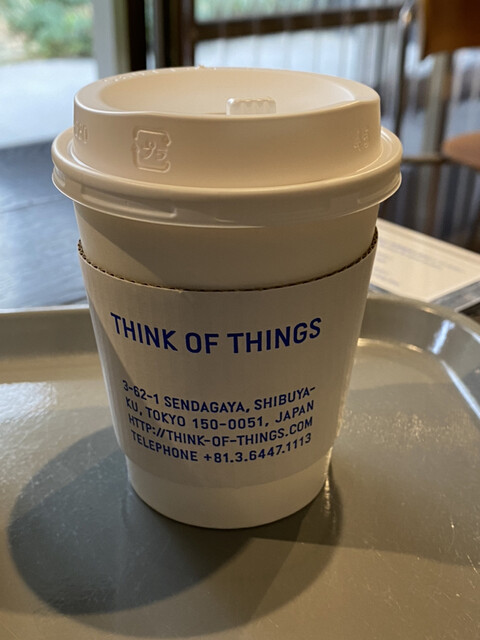 THINK OF THINGS
3-62-1 SENDAGAYA, SHIBUYA-
KU, TOKYO 150-0051, JAPAN
HTTP://THINK-OF-THINGS.COM
TELEPHONE +81.3.6447.1113